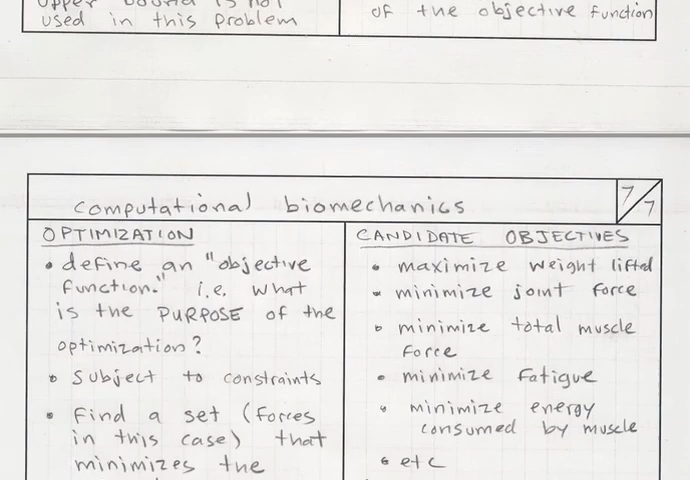 upper bound is not
used in this problem
of the objective function
computational biomechanics
7/7
OPTIMIZATION
• define an "objective
function." i.e. what
is the PURPOSE of the
optimization?
• subject to constraints
• find a set (forces
in this case) that
minimizes the
CANDIDATE OBJECTIVES
• maximize weight lifted
• minimize joint force
• minimize total muscle
force
• minimize fatigue
• minimize energy
consumed by muscle
• etc